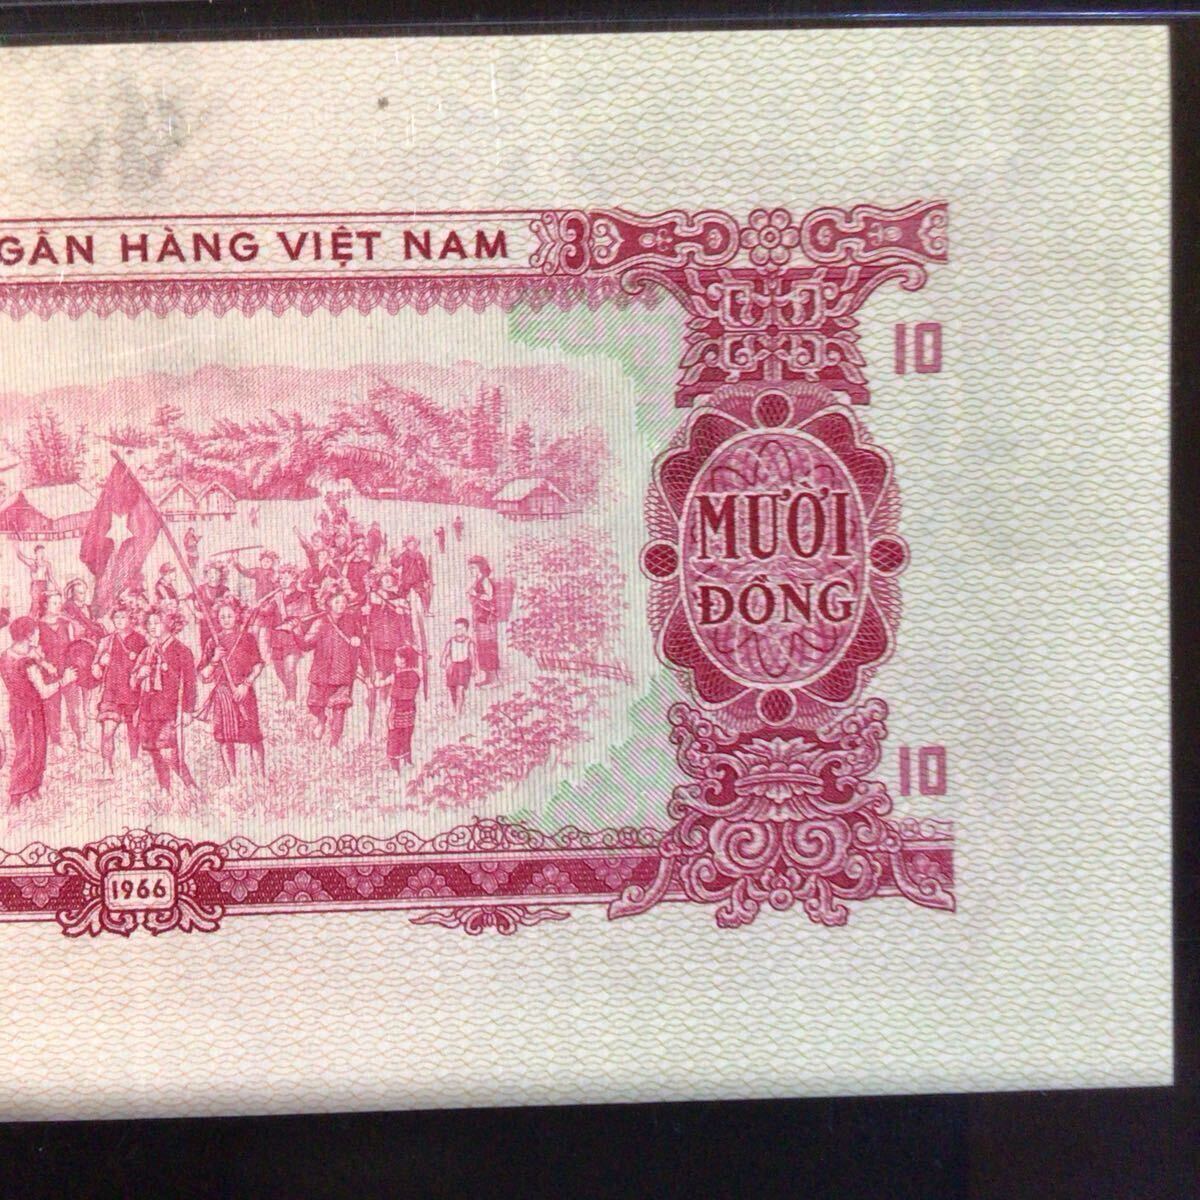 GÂN HÀNG VIỆT NAM
10
MƯỜI
ĐỒNG
10
1966